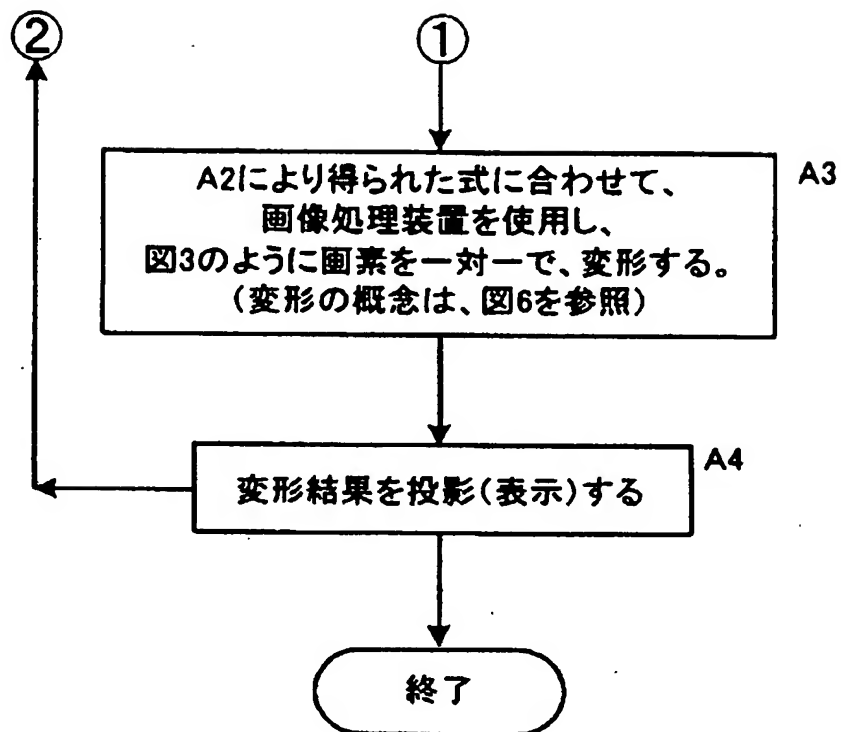 ②
①
A3
A2により得られた式に合わせて、
画像処理装置を使用し、
図3のように画素を一対一で、変形する。
(変形の概念は、図6を参照)
A4
変形結果を投影(表示)する
終了